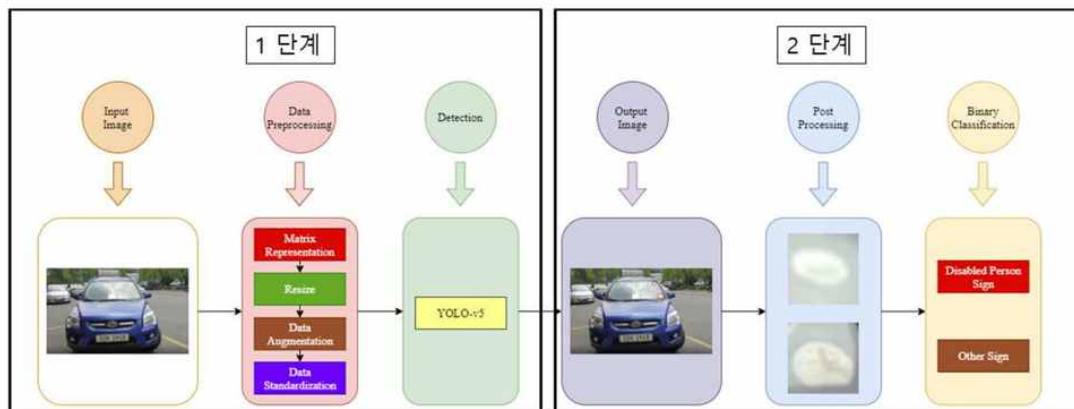 1 단계
2 단계
Input
Image
Data
Preprocessing
Detection
Output
Image
Post
Processing
Binary
Classification
Matrix
Representation
Resize
Data
Augmentation
Data
Standardization
YOLO-v5
Disabled Person
Sign
Other Sign